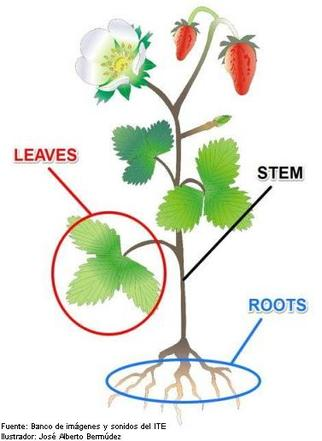 LEAVES
STEM
ROOTS
Fuente: Banco de imágenes y sonidos del ITE
Ilustrador: José Alberto Bermúdez